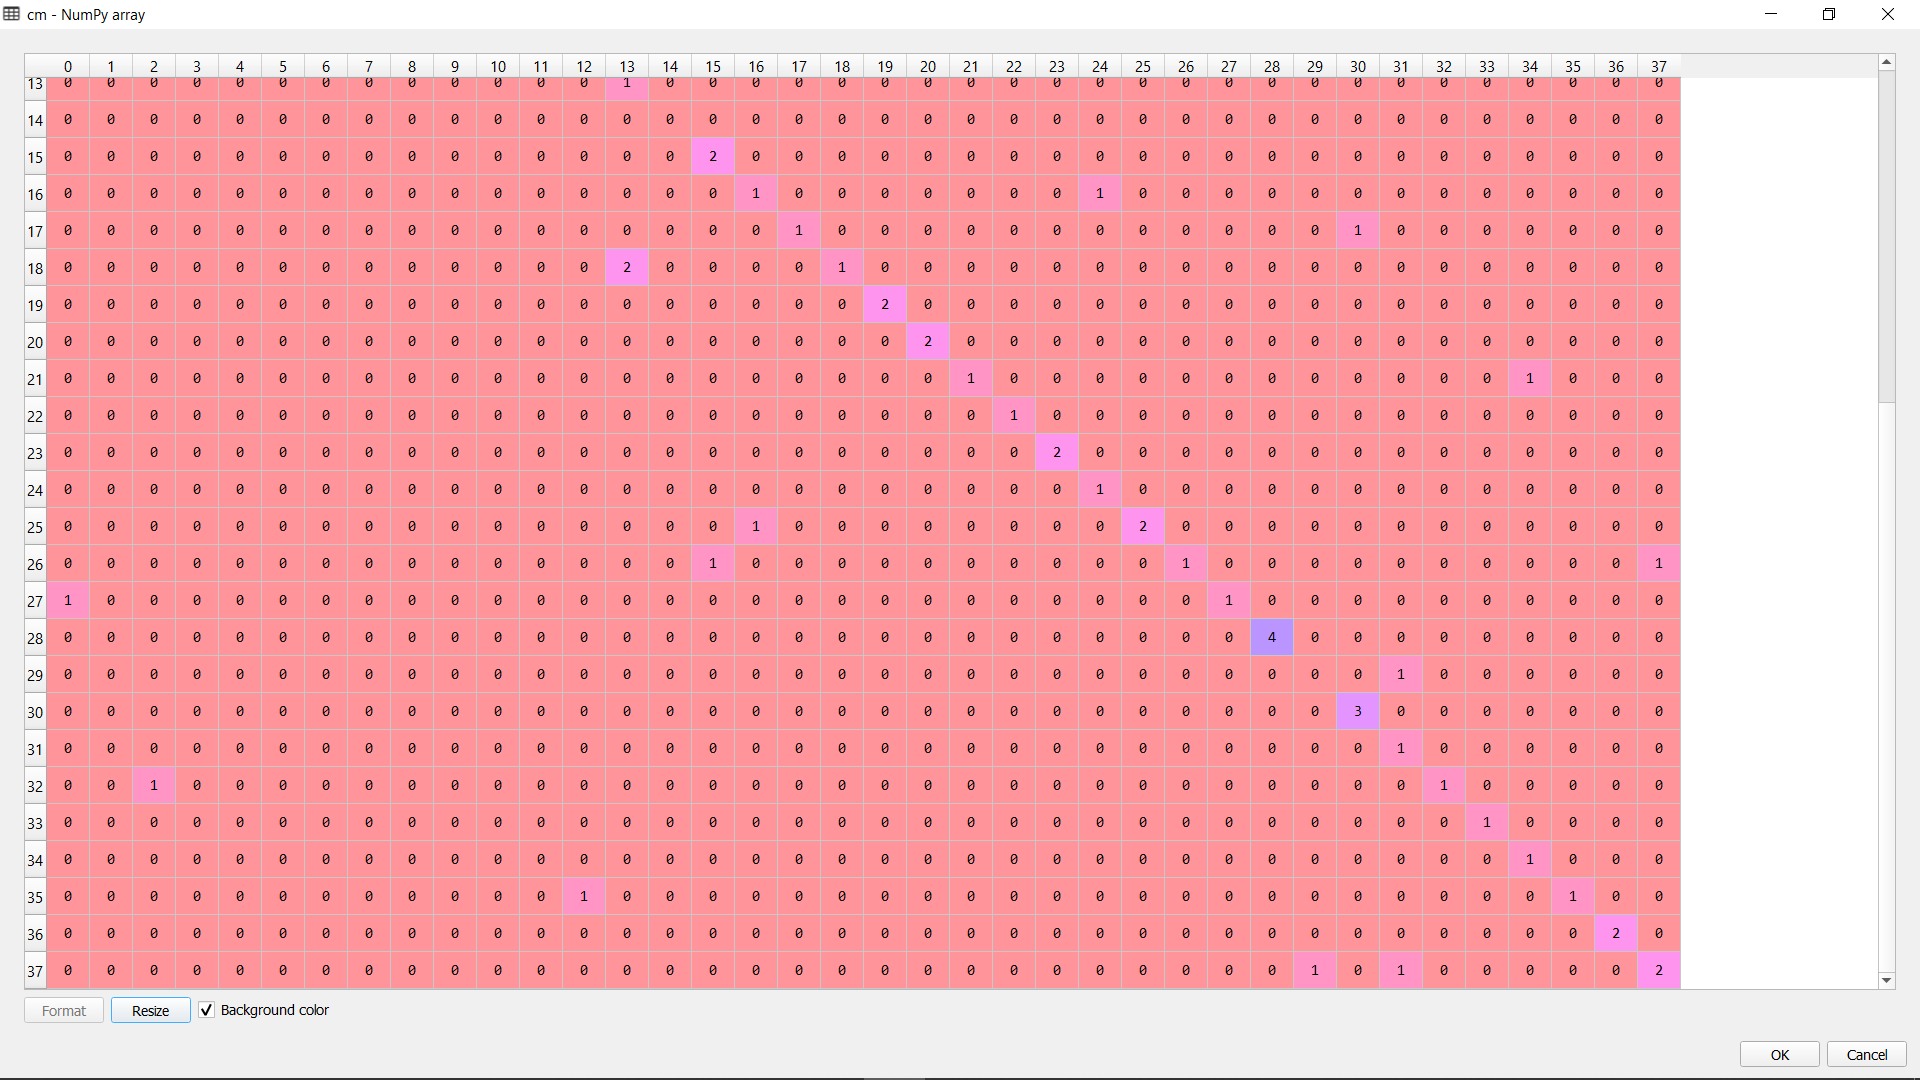 cm - NumPy array
0 1 2 3 4 5 6 7 8 9 10 11 12 13 14 15 16 17 18 19 20 21 22 23 24 25 26 27 28 29 30 31 32 33 34 35 36 37
13 0 0 0 0 0 0 0 0 0 0 0 0 0 1 0 0 0 0 0 0 0 0 0 0 0 0 0 0 0 0 0 0 0 0 0 0 0 0
14 0 0 0 0 0 0 0 0 0 0 0 0 0 0 0 0 0 0 0 0 0 0 0 0 0 0 0 0 0 0 0 0 0 0 0 0 0 0
15 0 0 0 0 0 0 0 0 0 0 0 0 0 0 0 2 0 0 0 0 0 0 0 0 0 0 0 0 0 0 0 0 0 0 0 0 0 0
16 0 0 0 0 0 0 0 0 0 0 0 0 0 0 0 0 1 0 0 0 0 0 0 0 1 0 0 0 0 0 0 0 0 0 0 0 0 0
17 0 0 0 0 0 0 0 0 0 0 0 0 0 0 0 0 0 1 0 0 0 0 0 0 0 0 0 0 0 0 1 0 0 0 0 0 0 0
18 0 0 0 0 0 0 0 0 0 0 0 0 0 2 0 0 0 0 1 0 0 0 0 0 0 0 0 0 0 0 0 0 0 0 0 0 0 0
19 0 0 0 0 0 0 0 0 0 0 0 0 0 0 0 0 0 0 0 2 0 0 0 0 0 0 0 0 0 0 0 0 0 0 0 0 0 0
20 0 0 0 0 0 0 0 0 0 0 0 0 0 0 0 0 0 0 0 0 2 0 0 0 0 0 0 0 0 0 0 0 0 0 0 0 0 0
21 0 0 0 0 0 0 0 0 0 0 0 0 0 0 0 0 0 0 0 0 0 1 0 0 0 0 0 0 0 0 0 0 0 0 1 0 0 0
22 0 0 0 0 0 0 0 0 0 0 0 0 0 0 0 0 0 0 0 0 0 0 1 0 0 0 0 0 0 0 0 0 0 0 0 0 0 0
23 0 0 0 0 0 0 0 0 0 0 0 0 0 0 0 0 0 0 0 0 0 0 0 2 0 0 0 0 0 0 0 0 0 0 0 0 0 0
24 0 0 0 0 0 0 0 0 0 0 0 0 0 0 0 0 0 0 0 0 0 0 0 0 1 0 0 0 0 0 0 0 0 0 0 0 0 0
25 0 0 0 0 0 0 0 0 0 0 0 0 0 0 0 0 1 0 0 0 0 0 0 0 0 2 0 0 0 0 0 0 0 0 0 0 0 0
26 0 0 0 0 0 0 0 0 0 0 0 0 0 0 0 1 0 0 0 0 0 0 0 0 0 0 1 0 0 0 0 0 0 0 0 0 0 1
27 1 0 0 0 0 0 0 0 0 0 0 0 0 0 0 0 0 0 0 0 0 0 0 0 0 0 0 1 0 0 0 0 0 0 0 0 0 0
28 0 0 0 0 0 0 0 0 0 0 0 0 0 0 0 0 0 0 0 0 0 0 0 0 0 0 0 0 4 0 0 0 0 0 0 0 0 0
29 0 0 0 0 0 0 0 0 0 0 0 0 0 0 0 0 0 0 0 0 0 0 0 0 0 0 0 0 0 0 0 1 0 0 0 0 0 0
30 0 0 0 0 0 0 0 0 0 0 0 0 0 0 0 0 0 0 0 0 0 0 0 0 0 0 0 0 0 0 3 0 0 0 0 0 0 0
31 0 0 0 0 0 0 0 0 0 0 0 0 0 0 0 0 0 0 0 0 0 0 0 0 0 0 0 0 0 0 0 1 0 0 0 0 0 0
32 0 0 1 0 0 0 0 0 0 0 0 0 0 0 0 0 0 0 0 0 0 0 0 0 0 0 0 0 0 0 0 0 1 0 0 0 0 0
33 0 0 0 0 0 0 0 0 0 0 0 0 0 0 0 0 0 0 0 0 0 0 0 0 0 0 0 0 0 0 0 0 0 1 0 0 0 0
34 0 0 0 0 0 0 0 0 0 0 0 0 0 0 0 0 0 0 0 0 0 0 0 0 0 0 0 0 0 0 0 0 0 0 1 0 0 0
35 0 0 0 0 0 0 0 0 0 0 0 0 1 0 0 0 0 0 0 0 0 0 0 0 0 0 0 0 0 0 0 0 0 0 0 1 0 0
36 0 0 0 0 0 0 0 0 0 0 0 0 0 0 0 0 0 0 0 0 0 0 0 0 0 0 0 0 0 0 0 0 0 0 0 0 2 0
37 0 0 0 0 0 0 0 0 0 0 0 0 0 0 0 0 0 0 0 0 0 0 0 0 0 0 0 0 0 1 0 1 0 0 0 0 0 2
Format Resize Background color
OK Cancel